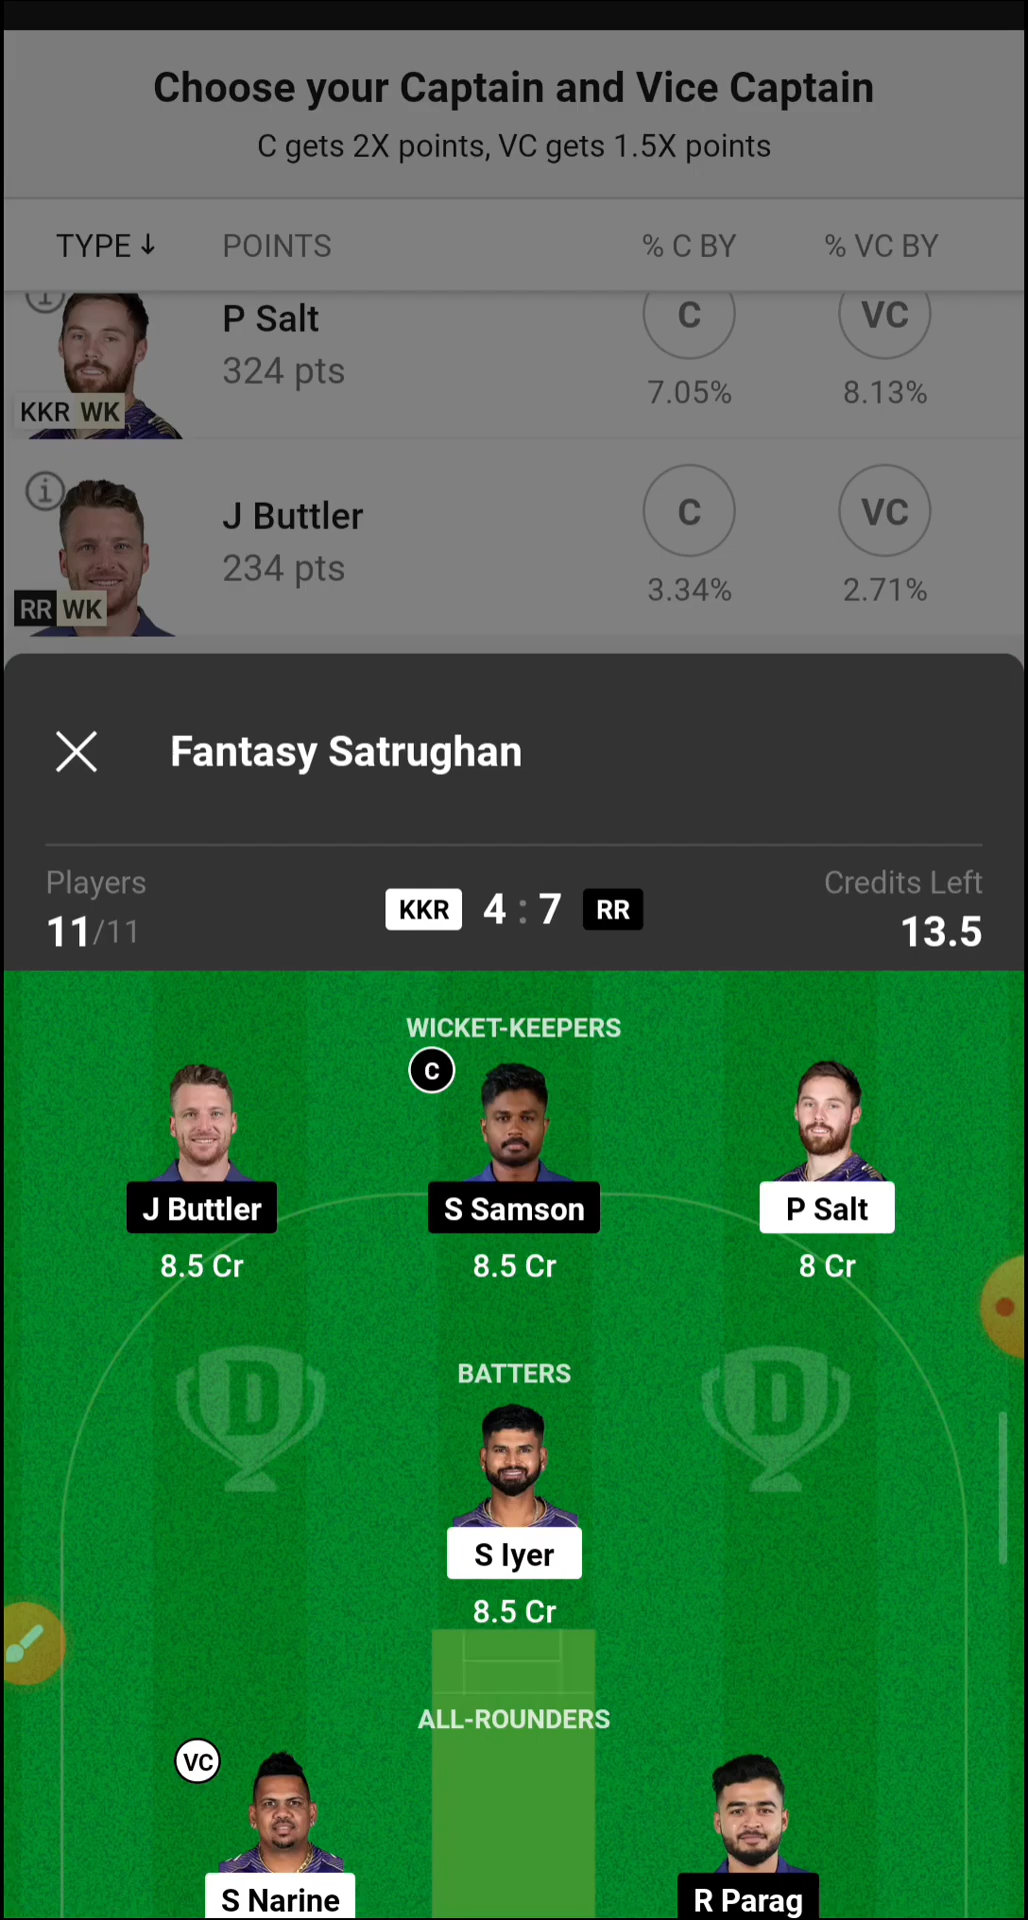 Choose your Captain and Vice Captain
C gets 2X points, VC gets 1.5X points
TYPE ↓ POINTS % C BY % VC BY
P Salt C VC
324 pts 7.05% 8.13%
KKR WK
J Buttler C VC
234 pts 3.34% 2.71%
RR WK
Fantasy Satrughan
Players Credits Left
11/11 KKR 4 : 7 RR 13.5
WICKET-KEEPERS
C
J Buttler S Samson P Salt
8.5 Cr 8.5 Cr 8 Cr
D D
BATTERS
S Iyer
8.5 Cr
ALL-ROUNDERS
VC
S Narine R Parag